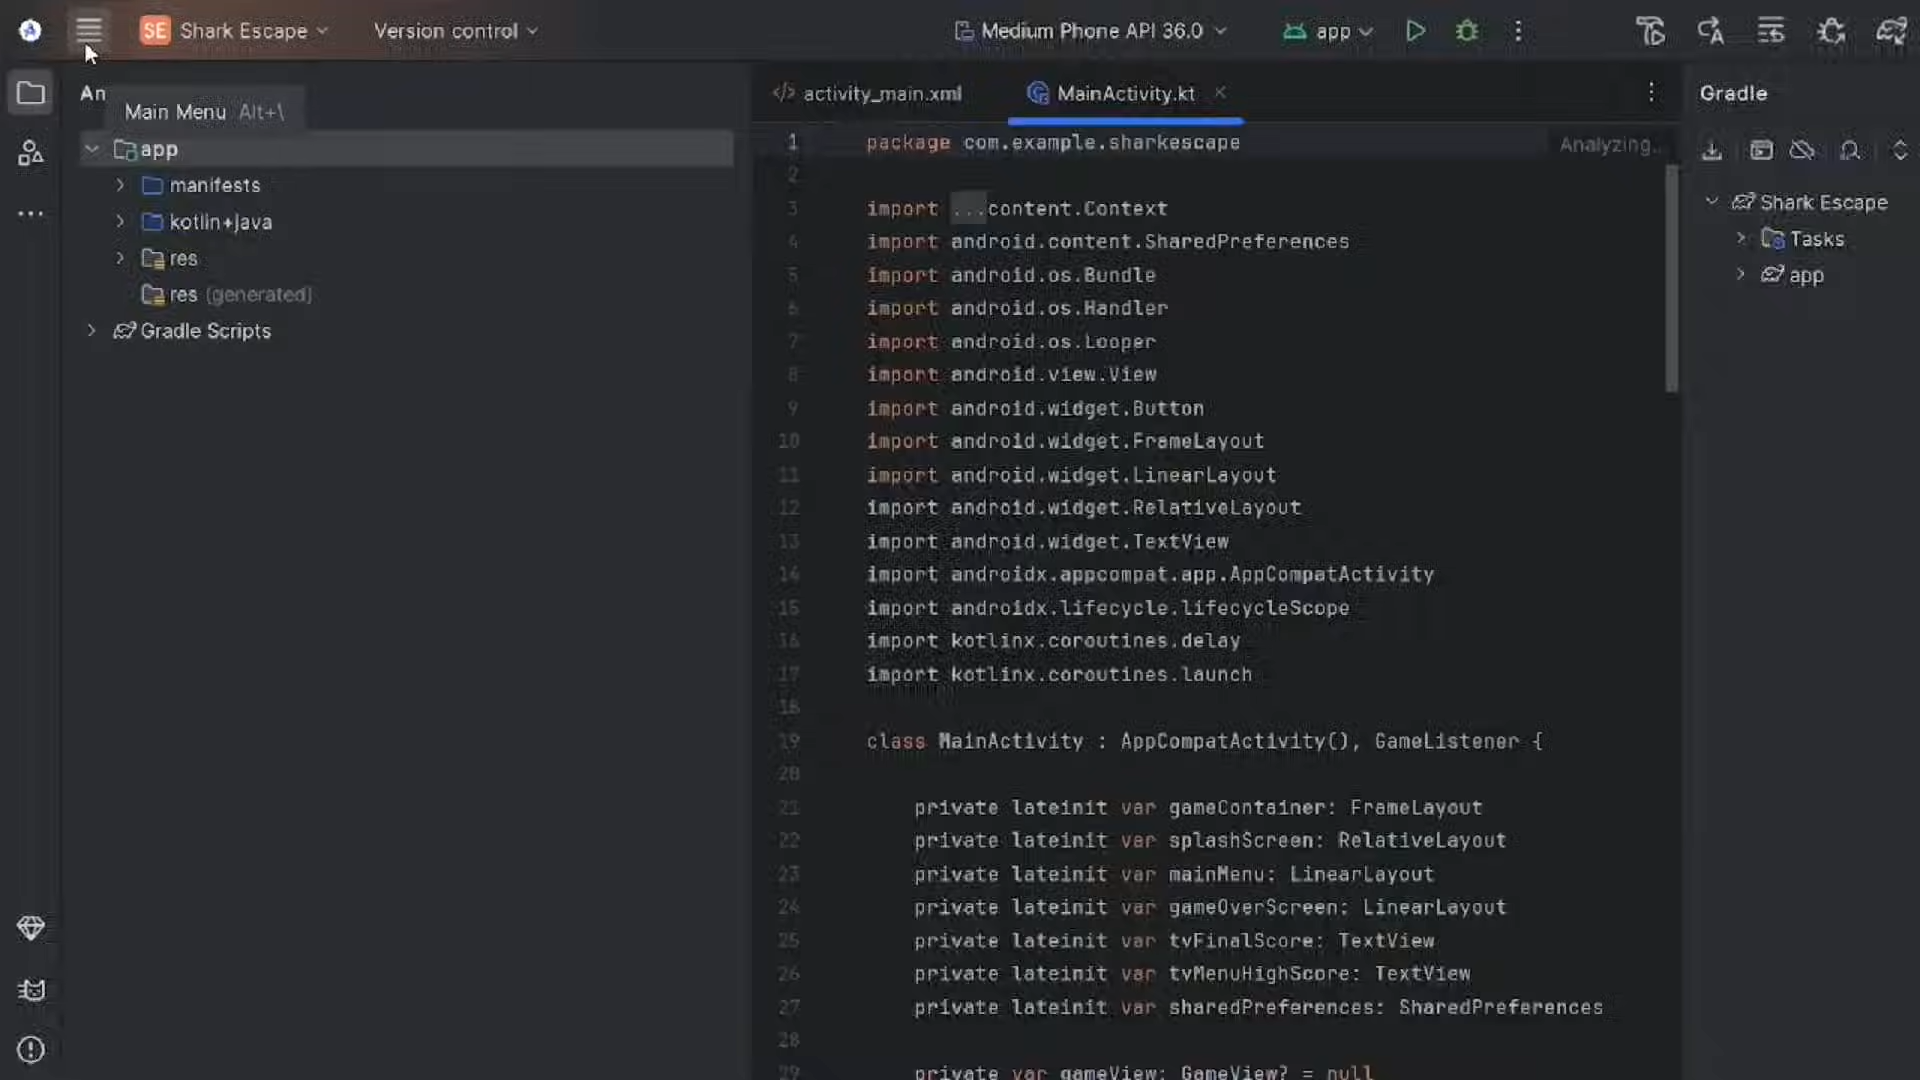 SE Shark Escape
Version control
Medium Phone API 36.0
app
An
Main Menu Alt+\
app
manifests
kotlin+java
res
res (generated)
Gradle Scripts
activity_main.xml
MainActivity.kt
Analyzing..
1 package com.example.sharkescape
2
3 import ...content.Context
4 import android.content.SharedPreferences
5 import android.os.Bundle
6 import android.os.Handler
7 import android.os.Looper
8 import android.view.View
9 import android.widget.Button
10 import android.widget.FrameLayout
11 import android.widget.LinearLayout
12 import android.widget.RelativeLayout
13 import android.widget.TextView
14 import androidx.appcompat.app.AppCompatActivity
15 import androidx.lifecycle.lifecycleScope
16 import kotlinx.coroutines.delay
17 import kotlinx.coroutines.launch
18
19 class MainActivity : AppCompatActivity(), GameListener {
20
21 private lateinit var gameContainer: FrameLayout
22 private lateinit var splashScreen: RelativeLayout
23 private lateinit var mainMenu: LinearLayout
24 private lateinit var gameOverScreen: LinearLayout
25 private lateinit var tvFinalScore: TextView
26 private lateinit var tvMenuHighScore: TextView
27 private lateinit var sharedPreferences: SharedPreferences
28
29 private var gameView: GameView? = null
Gradle
Shark Escape
Tasks
app